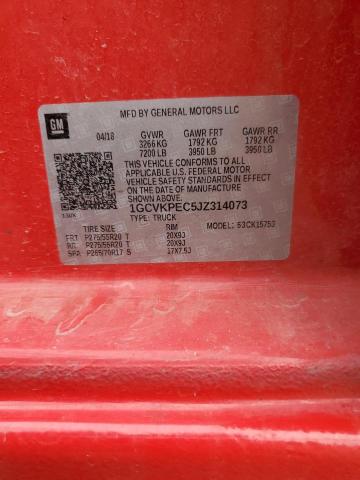 MFD BY GENERAL MOTORS LLC
GM
04/18 GVWR GAWR FRT GAWR RR
3266 KG 1792 KG 1792 KG
7200 LB 3950 LB 3950 LB
THIS VEHICLE CONFORMS TO ALL
APPLICABLE U.S. FEDERAL MOTOR
VEHICLE SAFETY STANDARDS IN
EFFECT ON THE DATE OF MANUFACTURE
SHOWN ABOVE.
1GCVKPEC5JZ314073
TYPE: TRUCK
TIRE SIZE RIM MODEL: 53CK15753
FRT P275/55R20 T 20X9J
RR P275/55R20 T 20X9J
SPA P265/70R17 S 17X7.5J